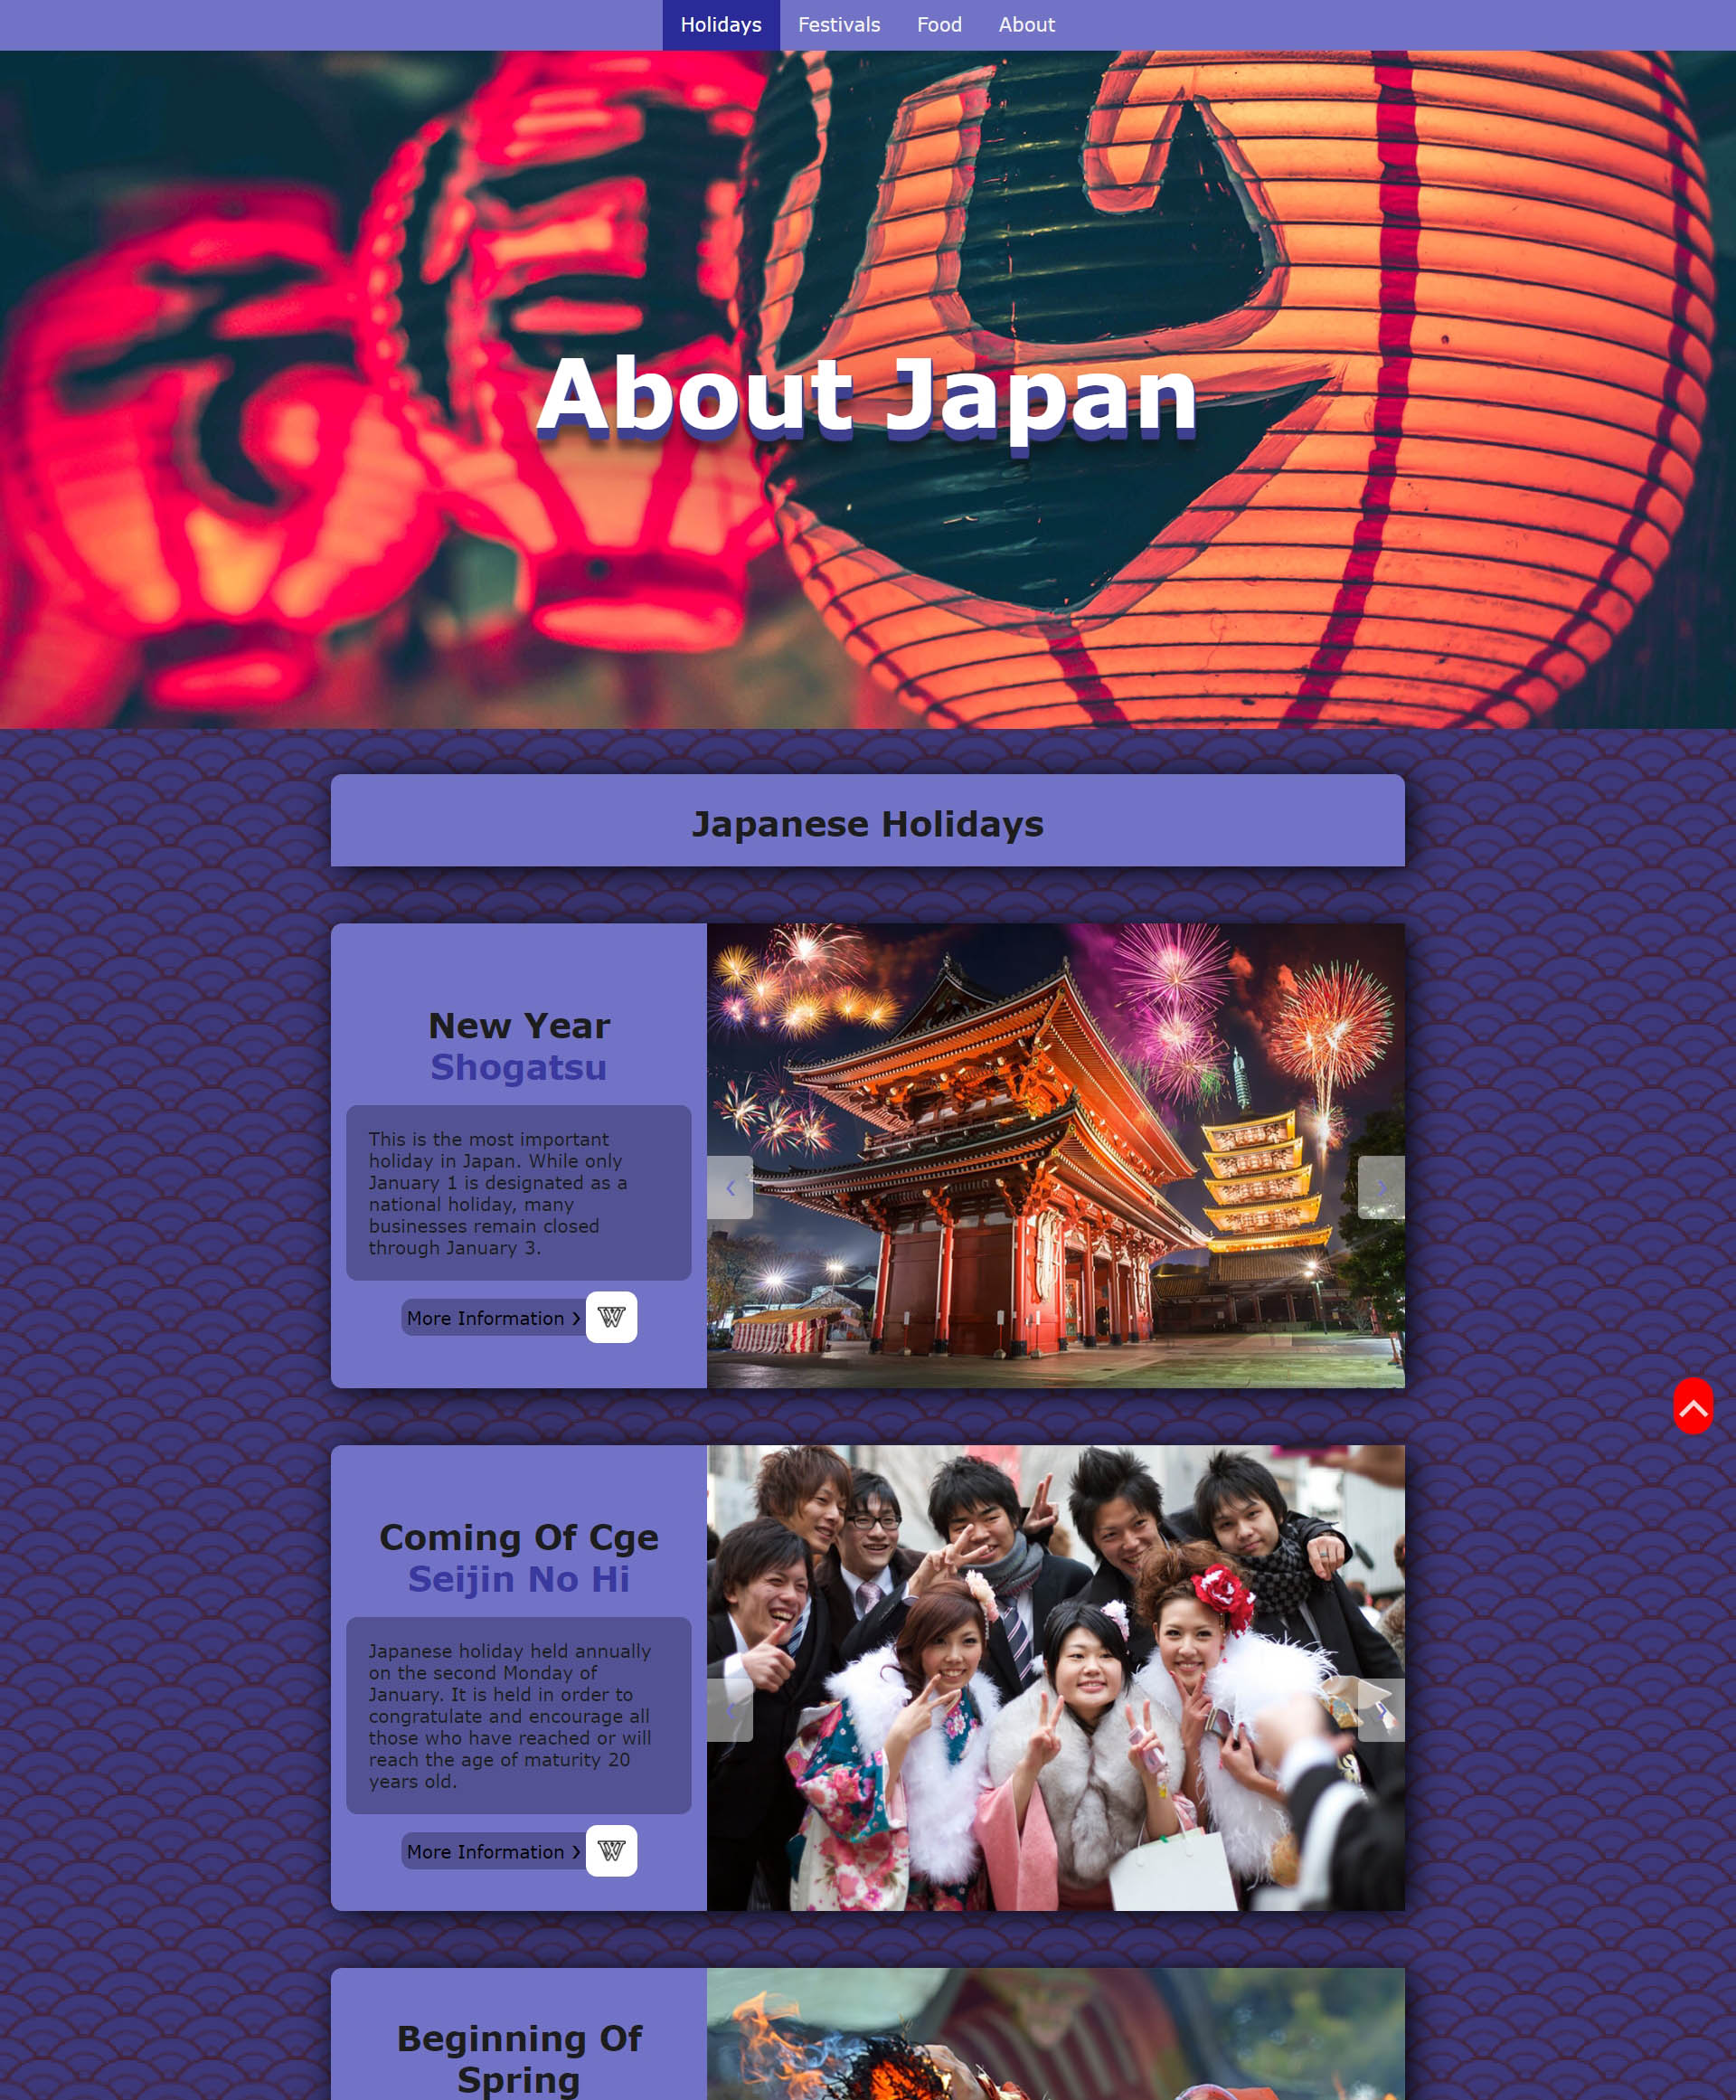 Holidays Festivals Food About
About Japan
Japanese Holidays
New Year
Shogatsu
This is the most important
holiday in Japan. While only
January 1 is designated as a
national holiday, many
businesses remain closed
through January 3.
More Information ❯ W
Coming Of Cge
Seijin No Hi
Japanese holiday held annually
on the second Monday of
January. It is held in order to
congratulate and encourage all
those who have reached or will
reach the age of maturity 20
years old.
More Information ❯ W
Beginning Of
Spring